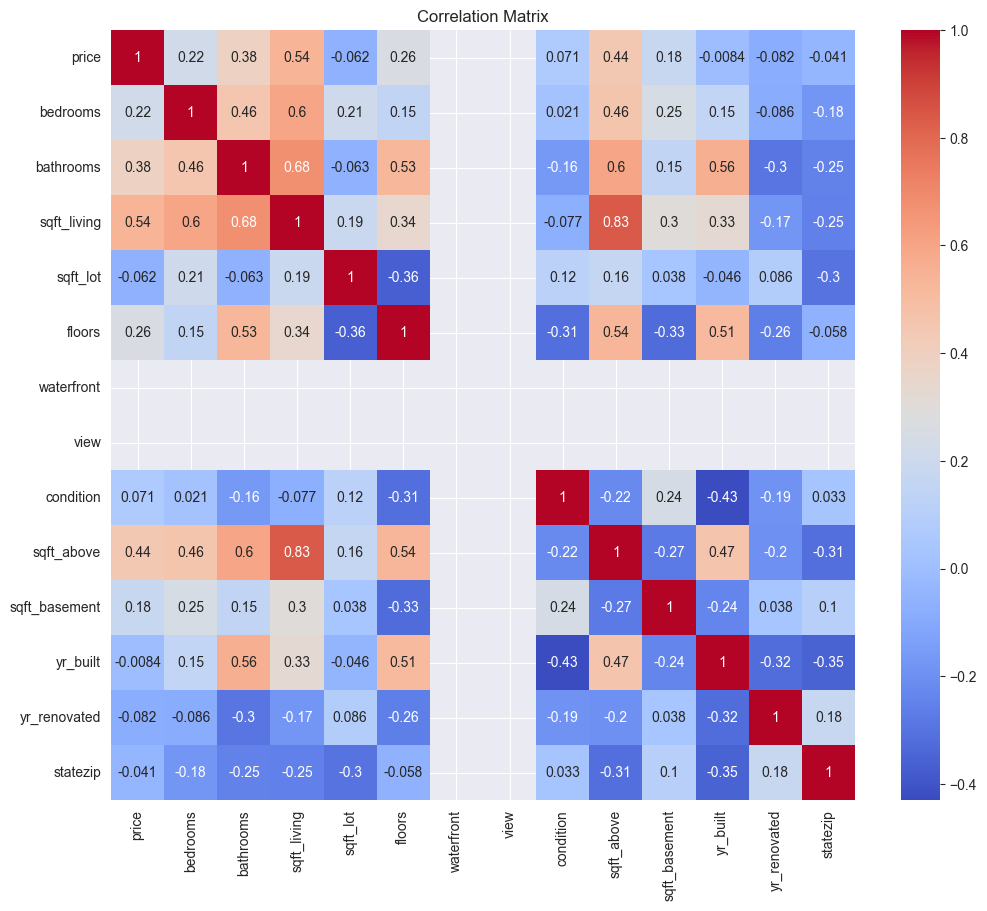 Correlation Matrix
price 1 0.22 0.38 0.54 -0.062 0.26 0.071 0.44 0.18 -0.0084 -0.082 -0.041
bedrooms 0.22 1 0.46 0.6 0.21 0.15 0.021 0.46 0.25 0.15 -0.086 -0.18
bathrooms 0.38 0.46 1 0.68 -0.063 0.53 -0.16 0.6 0.15 0.56 -0.3 -0.25
sqft_living 0.54 0.6 0.68 1 0.19 0.34 -0.077 0.83 0.3 0.33 -0.17 -0.25
sqft_lot -0.062 0.21 -0.063 0.19 1 -0.36 0.12 0.16 0.038 -0.046 0.086 -0.3
floors 0.26 0.15 0.53 0.34 -0.36 1 -0.31 0.54 -0.33 0.51 -0.26 -0.058
waterfront
view
condition 0.071 0.021 -0.16 -0.077 0.12 -0.31 1 -0.22 0.24 -0.43 -0.19 0.033
sqft_above 0.44 0.46 0.6 0.83 0.16 0.54 -0.22 1 -0.27 0.47 -0.2 -0.31
sqft_basement 0.18 0.25 0.15 0.3 0.038 -0.33 0.24 -0.27 1 -0.24 0.038 0.1
yr_built -0.0084 0.15 0.56 0.33 -0.046 0.51 -0.43 0.47 -0.24 1 -0.32 -0.35
yr_renovated -0.082 -0.086 -0.3 -0.17 0.086 -0.26 -0.19 -0.2 0.038 -0.32 1 0.18
statezip -0.041 -0.18 -0.25 -0.25 -0.3 -0.058 0.033 -0.31 0.1 -0.35 0.18 1
price bedrooms bathrooms sqft_living sqft_lot floors waterfront view condition sqft_above sqft_basement yr_built yr_renovated statezip
1.0
0.8
0.6
0.4
0.2
0.0
−0.2
−0.4